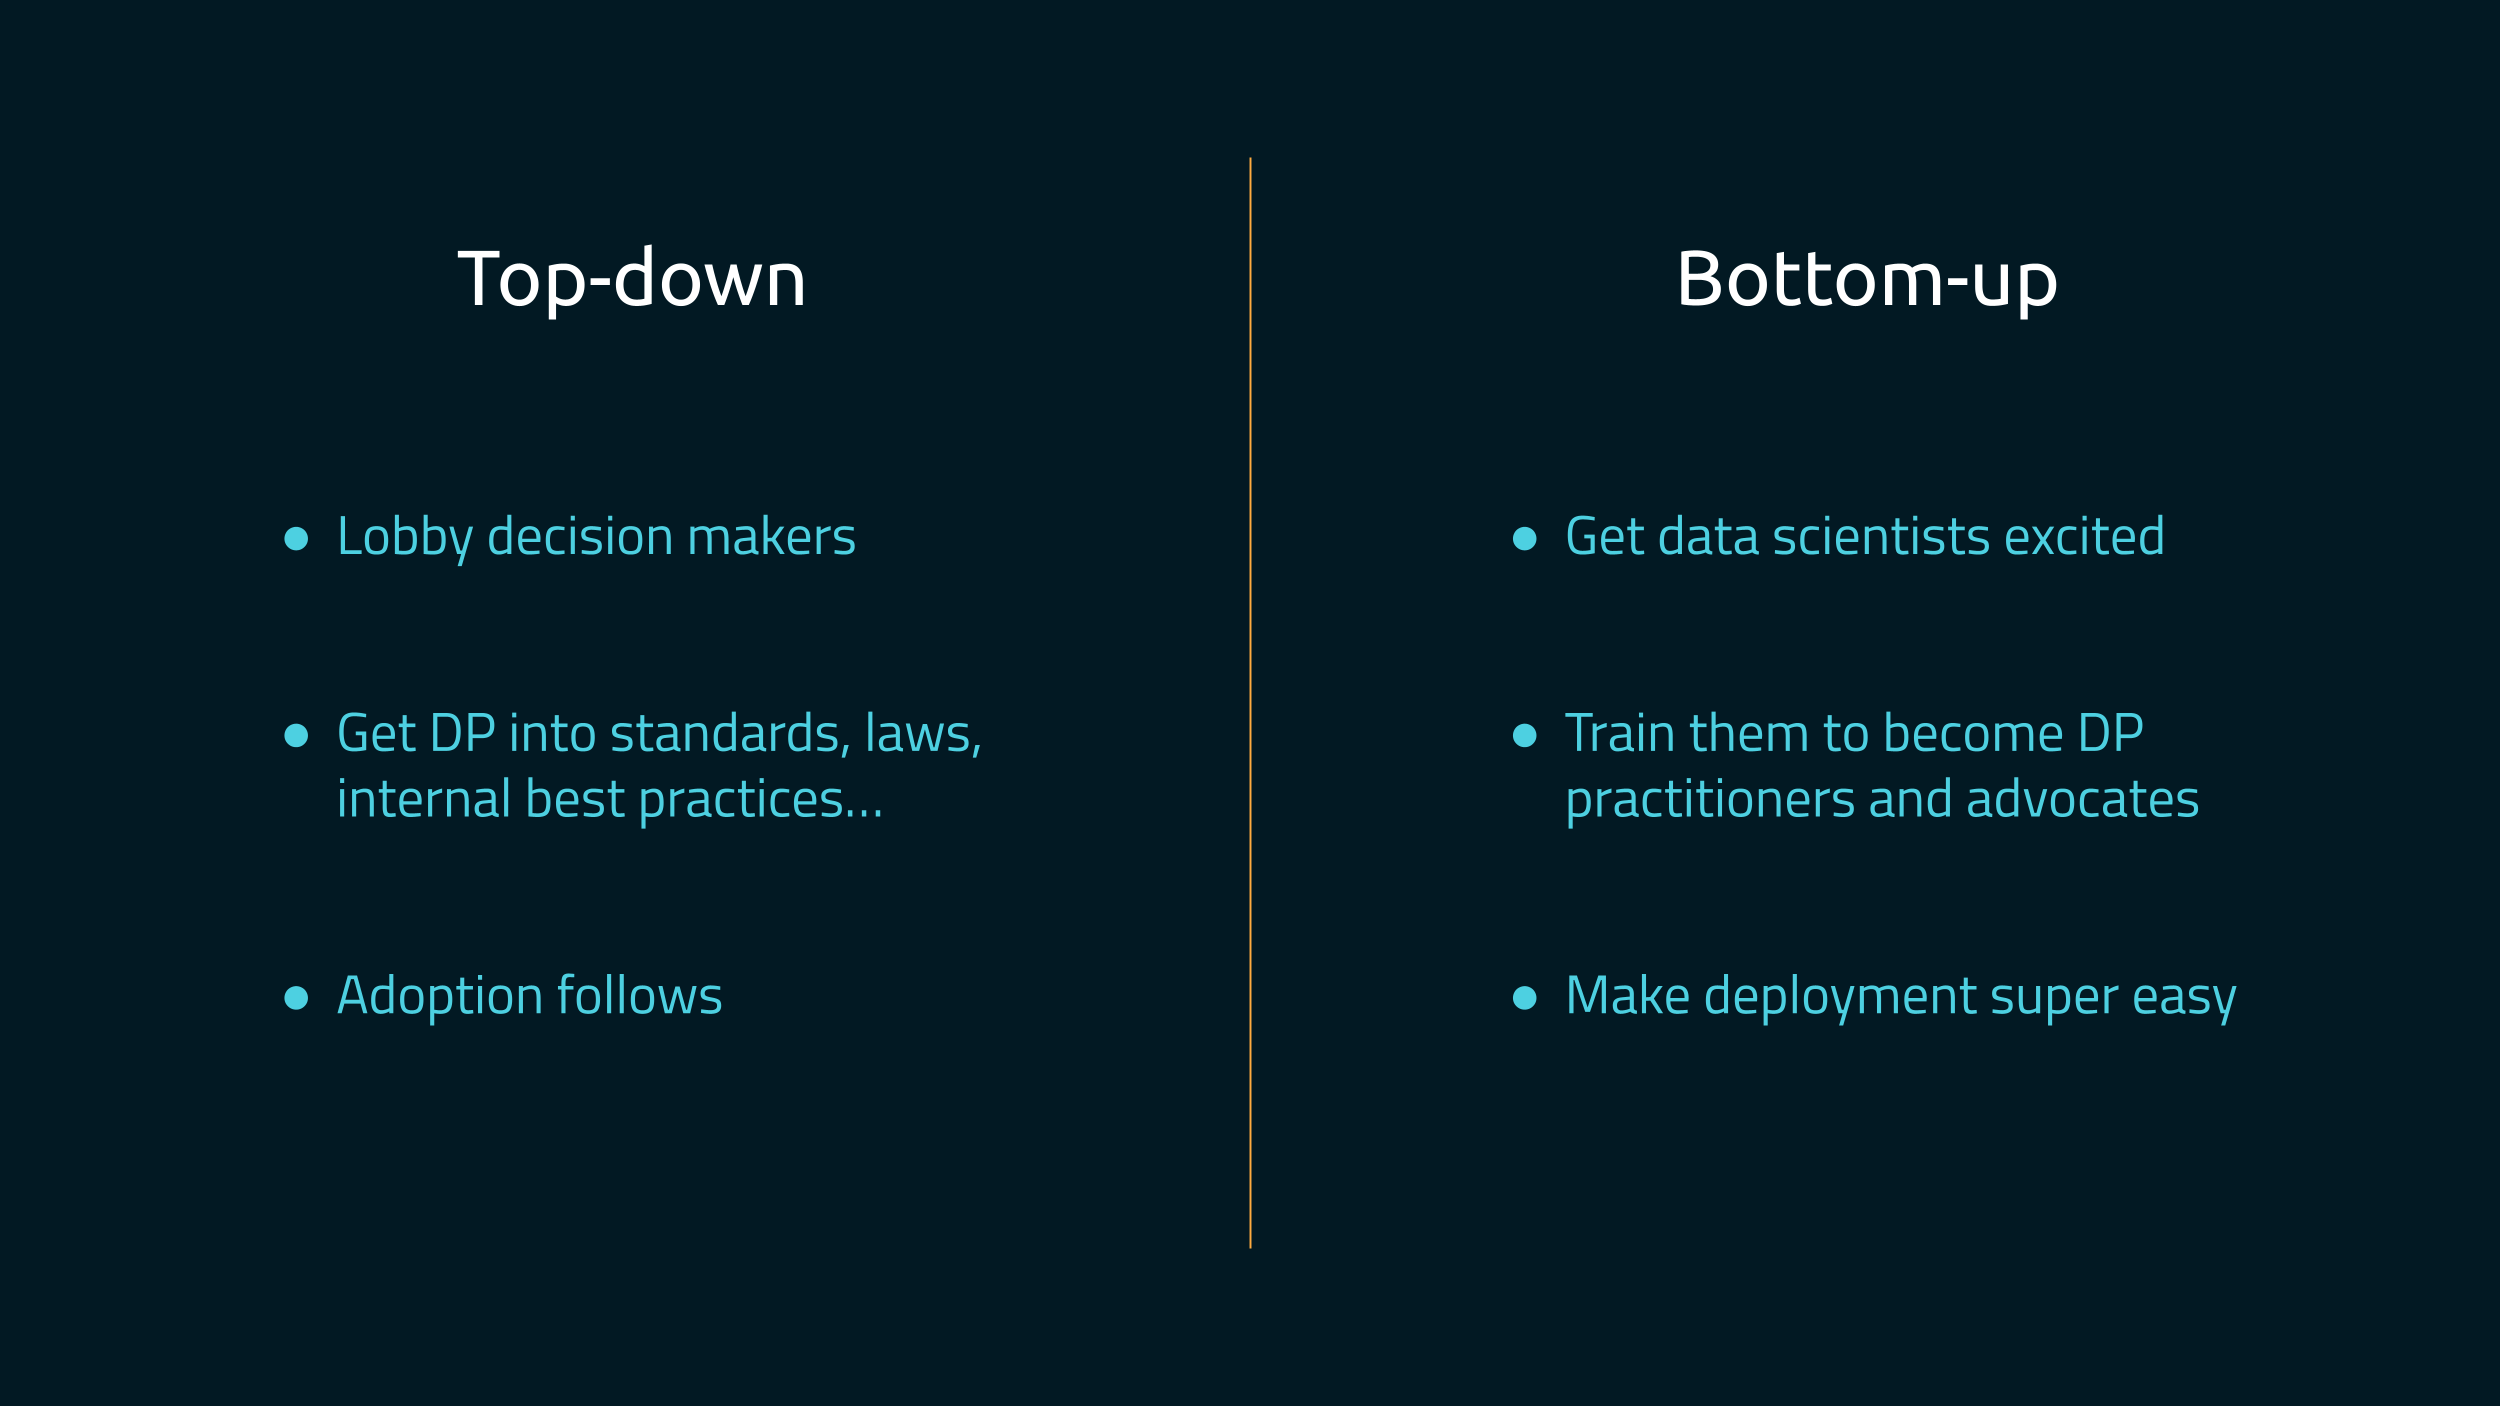 Top-down
● Lobby decision makers
● Get DP into standards, laws,
internal best practices...
● Adoption follows
Bottom-up
● Get data scientists excited
● Train them to become DP
practitioners and advocates
● Make deployment super easy